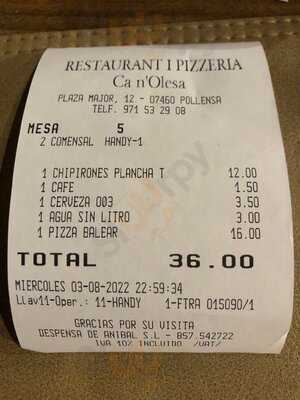 RESTAURANT I PIZZERIA
Ca n'Olesa
PLAZA MAJOR, 12 - 07460 POLLENSA
TELF. 971 53 29 08
MESA 5
2 COMENSAL HANDY-1
1 CHIPIRONES PLANCHA T 12.00
1 CAFE 1.50
1 CERVEZA 003 3.50
1 AGUA SIN LITRO 3.00
1 PIZZA BALEAR 16.00
TOTAL 36.00
MIERCOLES 03-08-2022 22:59:34
Llav11-Oper.: 11-HANDY 1-FTRA 015090/1
GRACIAS POR SU VISITA
DESPENSA DE ANIBAL S.L - B57.542722
IVA 10% INCLUIDO /VAT/